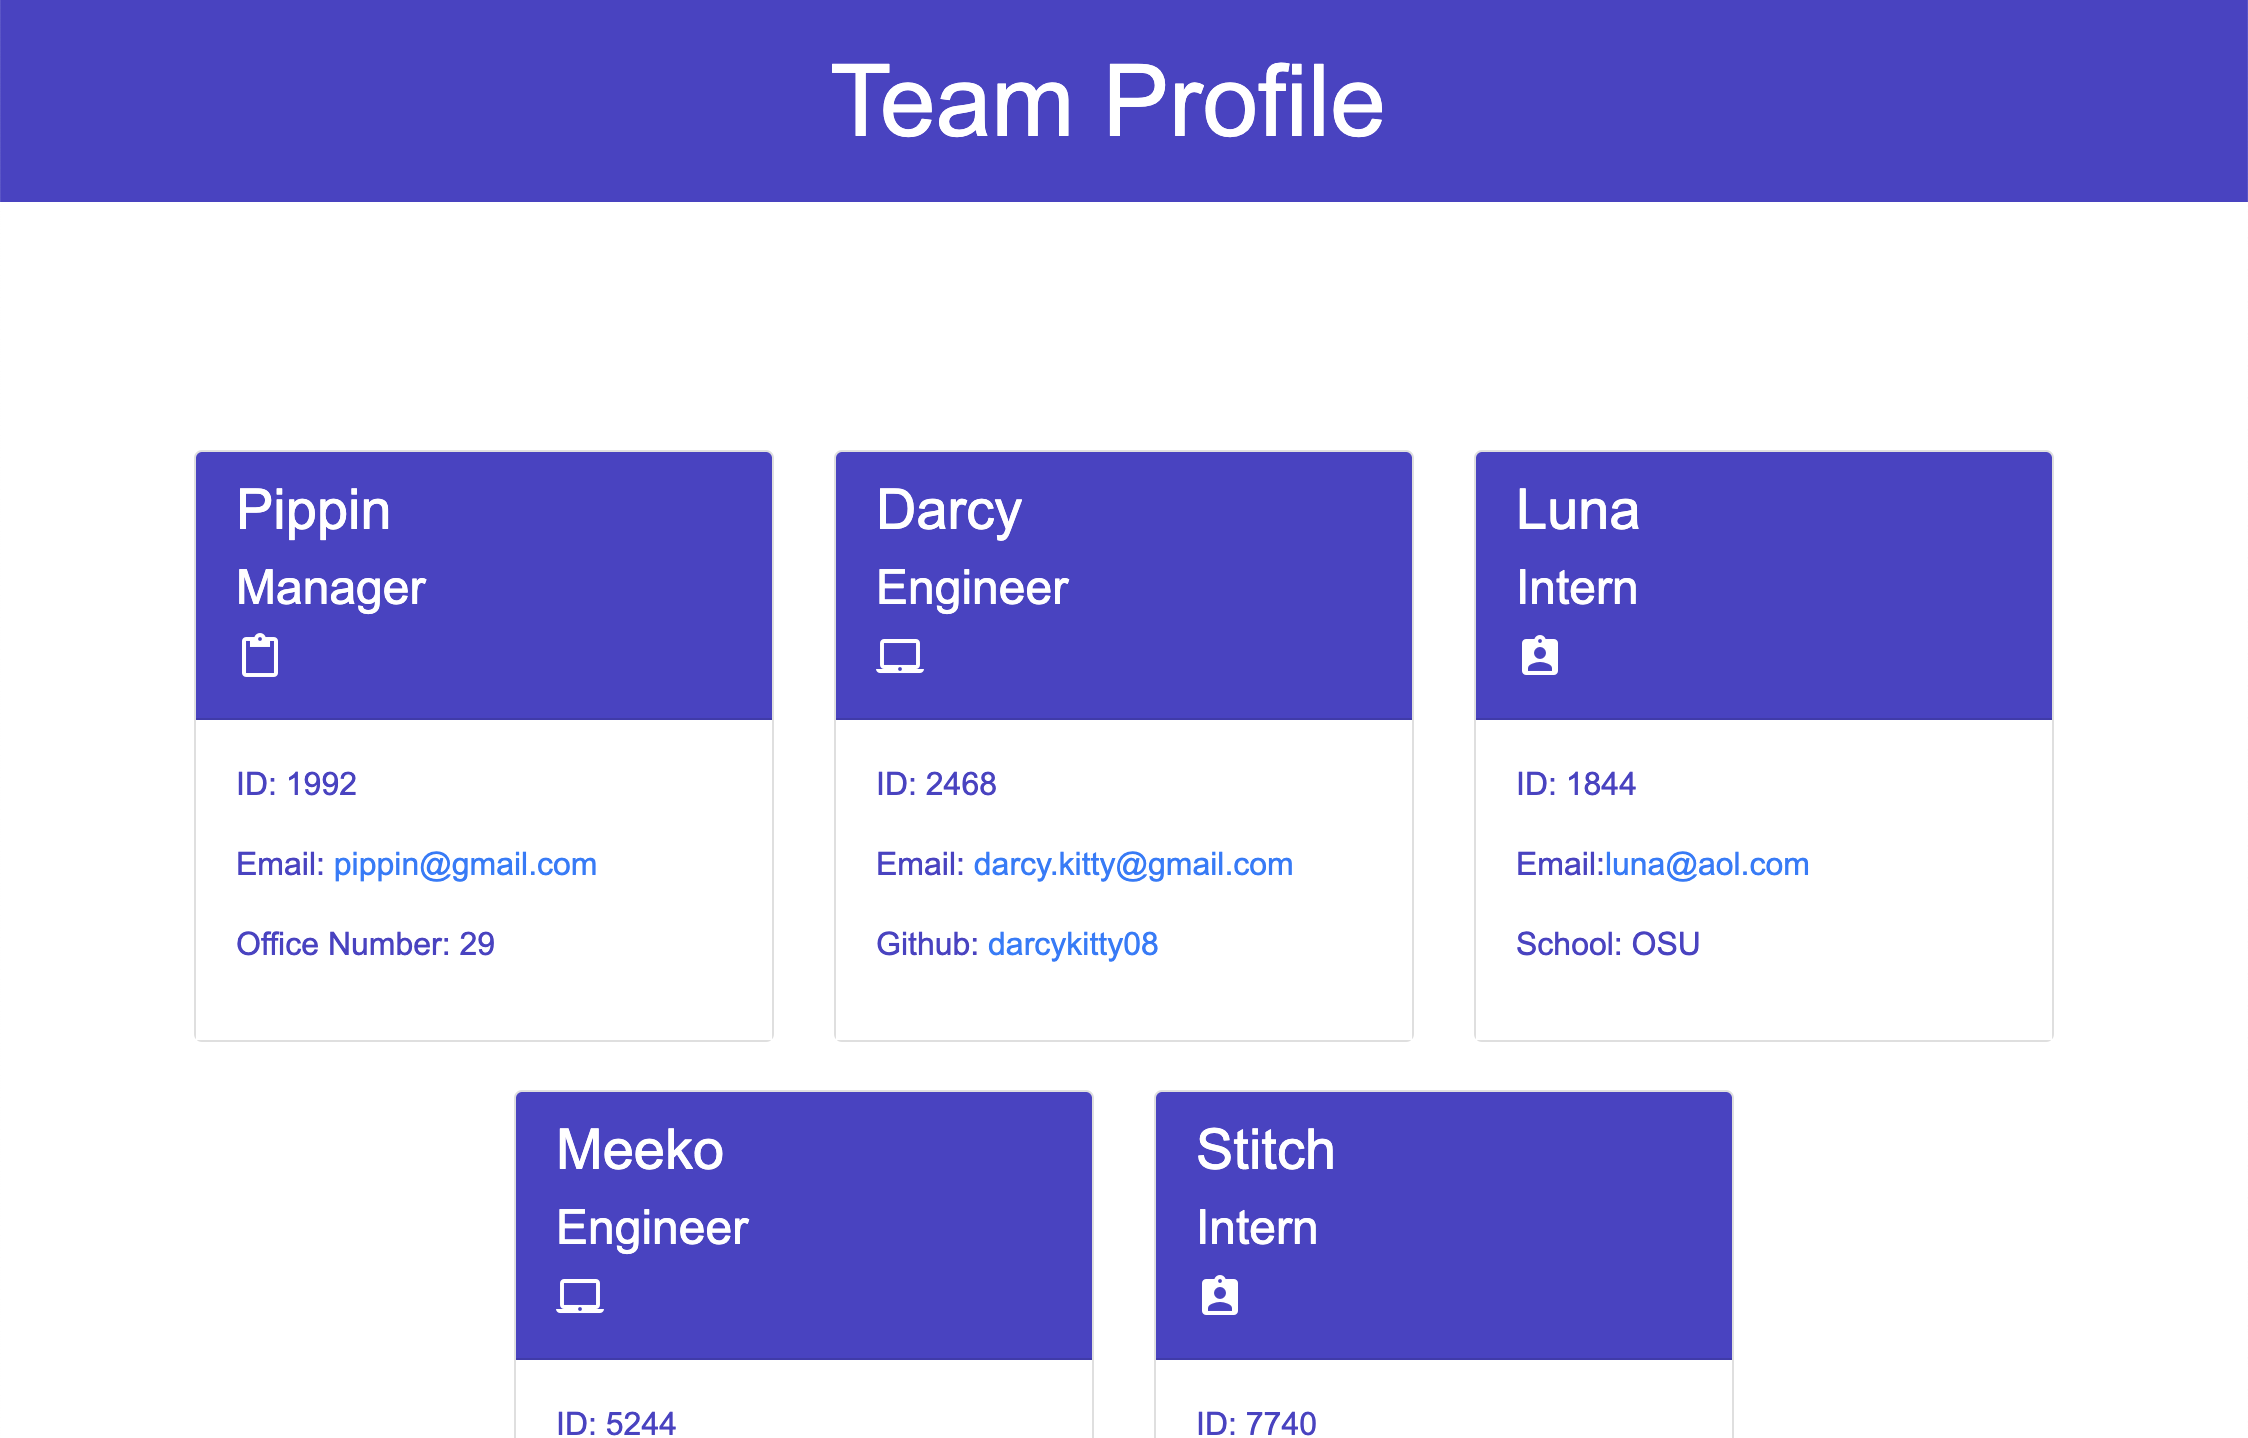 Team Profile
Pippin
Manager
ID: 1992
Email: pippin@gmail.com
Office Number: 29
Darcy
Engineer
ID: 2468
Email: darcy.kitty@gmail.com
Github: darcykitty08
Luna
Intern
ID: 1844
Email:luna@aol.com
School: OSU
Meeko
Engineer
ID: 5244
Stitch
Intern
ID: 7740